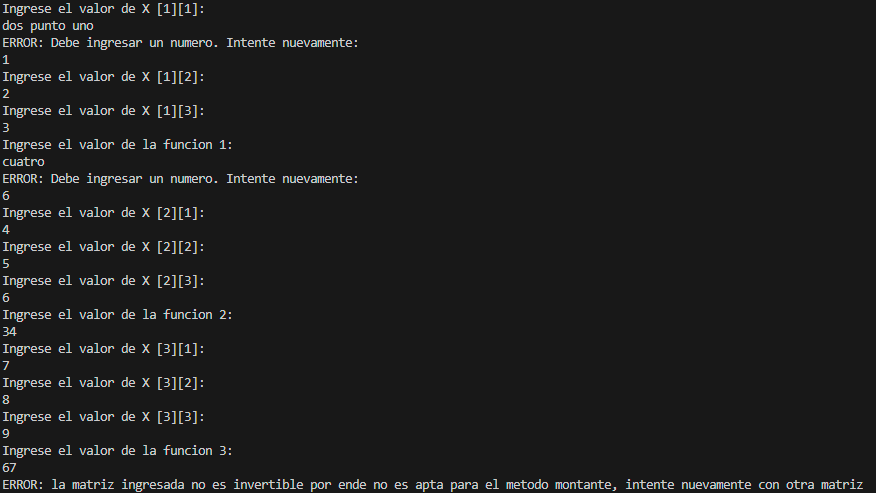 Ingrese el valor de X [1][1]:
dos punto uno
ERROR: Debe ingresar un numero. Intente nuevamente:
1
Ingrese el valor de X [1][2]:
2
Ingrese el valor de X [1][3]:
3
Ingrese el valor de la funcion 1:
cuatro
ERROR: Debe ingresar un numero. Intente nuevamente:
6
Ingrese el valor de X [2][1]:
4
Ingrese el valor de X [2][2]:
5
Ingrese el valor de X [2][3]:
6
Ingrese el valor de la funcion 2:
34
Ingrese el valor de X [3][1]:
7
Ingrese el valor de X [3][2]:
8
Ingrese el valor de X [3][3]:
9
Ingrese el valor de la funcion 3:
67
ERROR: la matriz ingresada no es invertible por ende no es apta para el metodo montante, intente nuevamente con otra matriz